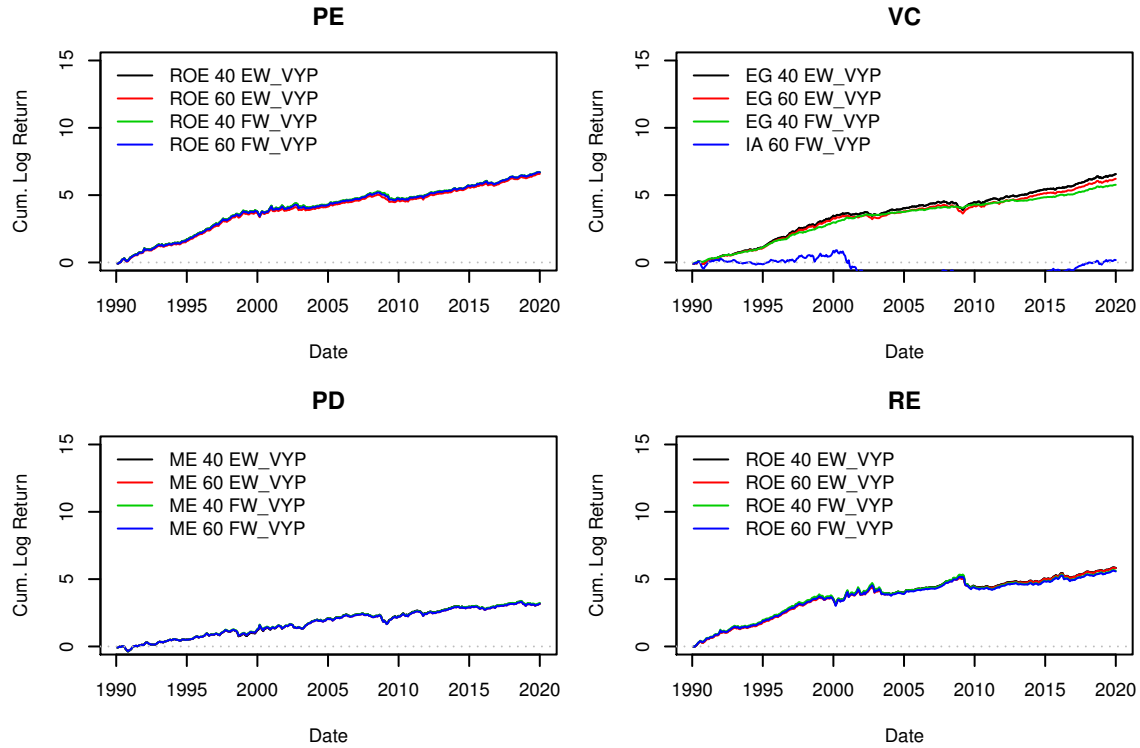 PE
Cum. Log Return
15
10
5
0
ROE 40 EW_VYP
ROE 60 EW_VYP
ROE 40 FW_VYP
ROE 60 FW_VYP
1990 1995 2000 2005 2010 2015 2020
Date
VC
Cum. Log Return
15
10
5
0
EG 40 EW_VYP
EG 60 EW_VYP
EG 40 FW_VYP
IA 60 FW_VYP
1990 1995 2000 2005 2010 2015 2020
Date
PD
Cum. Log Return
15
10
5
0
ME 40 EW_VYP
ME 60 EW_VYP
ME 40 FW_VYP
ME 60 FW_VYP
1990 1995 2000 2005 2010 2015 2020
Date
RE
Cum. Log Return
15
10
5
0
ROE 40 EW_VYP
ROE 60 EW_VYP
ROE 40 FW_VYP
ROE 60 FW_VYP
1990 1995 2000 2005 2010 2015 2020
Date